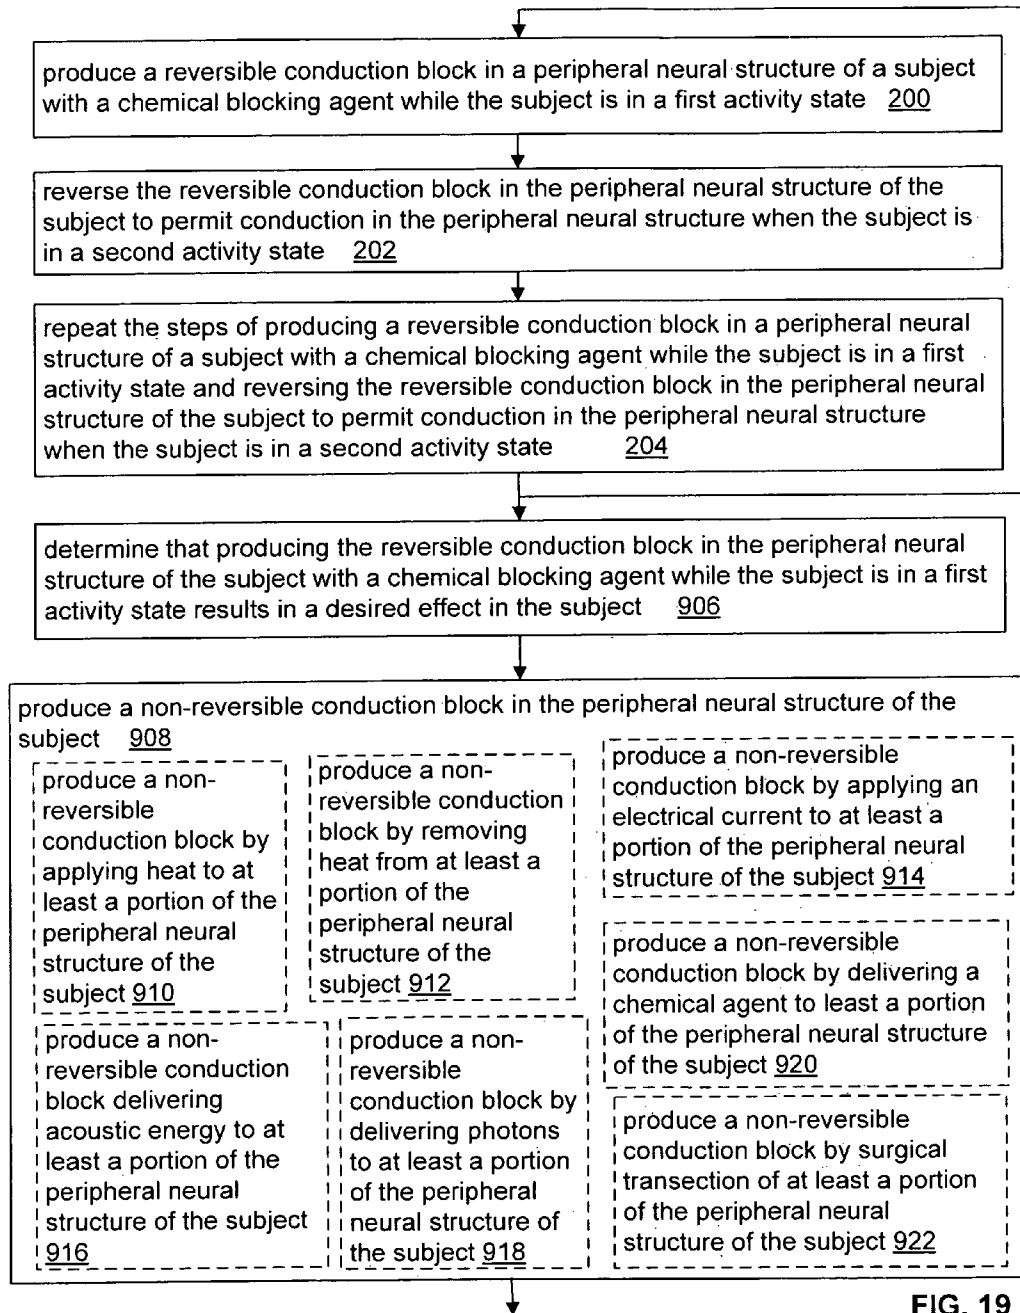 produce a reversible conduction block in a peripheral neural structure of a subject
with a chemical blocking agent while the subject is in a first activity state 200
reverse the reversible conduction block in the peripheral neural structure of the
subject to permit conduction in the peripheral neural structure when the subject is
in a second activity state 202
repeat the steps of producing a reversible conduction block in a peripheral neural
structure of a subject with a chemical blocking agent while the subject is in a first
activity state and reversing the reversible conduction block in the peripheral neural
structure of the subject to permit conduction in the peripheral neural structure
when the subject is in a second activity state 204
determine that producing the reversible conduction block in the peripheral neural
structure of the subject with a chemical blocking agent while the subject is in a first
activity state results in a desired effect in the subject 906
produce a non-reversible conduction block in the peripheral neural structure of the
subject 908
produce a non-
reversible
conduction block by
applying heat to at
least a portion of the
peripheral neural
structure of the
subject 910
produce a non-
reversible conduction
block by removing
heat from at least a
portion of the
peripheral neural
structure of the
subject 912
produce a non-reversible
conduction block by applying an
electrical current to at least a
portion of the peripheral neural
structure of the subject 914
produce a non-reversible
conduction block by delivering a
chemical agent to least a portion
of the peripheral neural structure
of the subject 920
produce a non-
reversible conduction
block delivering
acoustic energy to at
least a portion of the
peripheral neural
structure of the subject
916
produce a non-
reversible
conduction block by
delivering photons
to at least a portion
of the peripheral
neural structure of
the subject 918
produce a non-reversible
conduction block by surgical
transection of at least a portion
of the peripheral neural
structure of the subject 922
FIG. 19